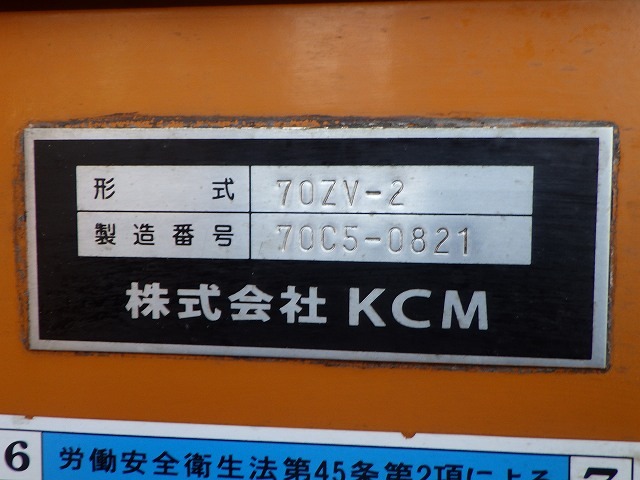 形式 70ZV-2
製造番号 70C5-0821
株式会社 KCM
6 労働安全衛生法第45条第2項による 7